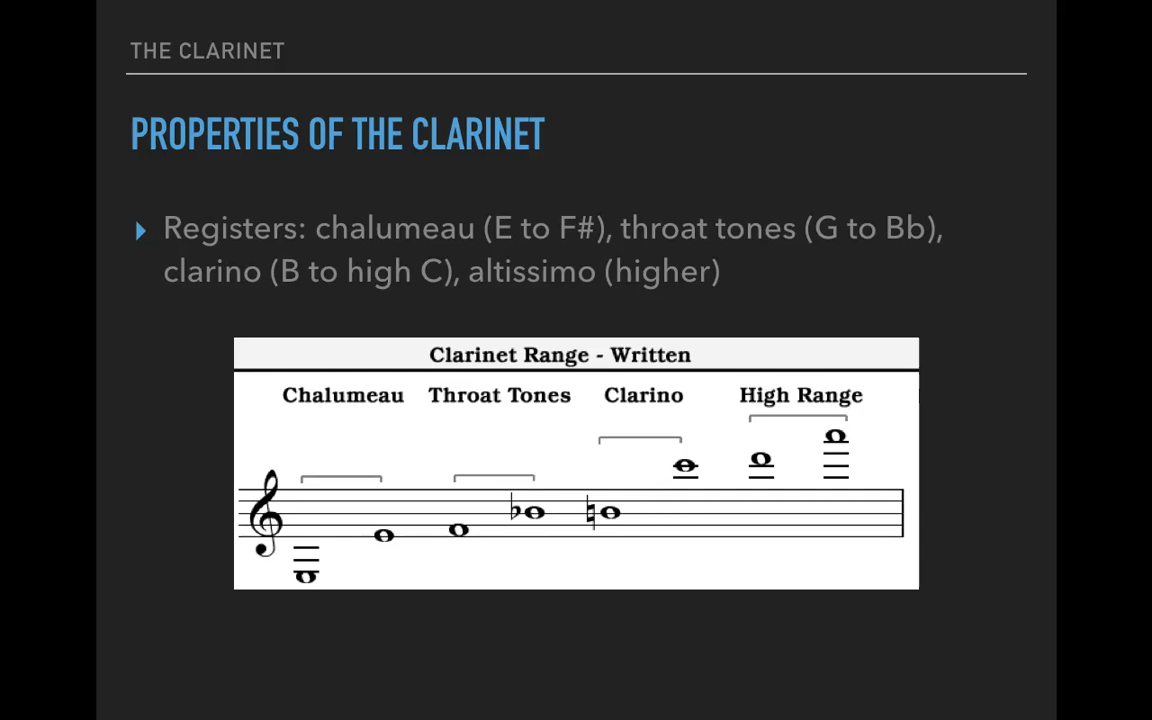 THE CLARINET
PROPERTIES OF THE CLARINET
Registers: chalumeau (E to F#), throat tones (G to Bb),
clarino (B to high C), altissimo (higher)
Clarinet Range - Written
Chalumeau Throat Tones Clarino High Range